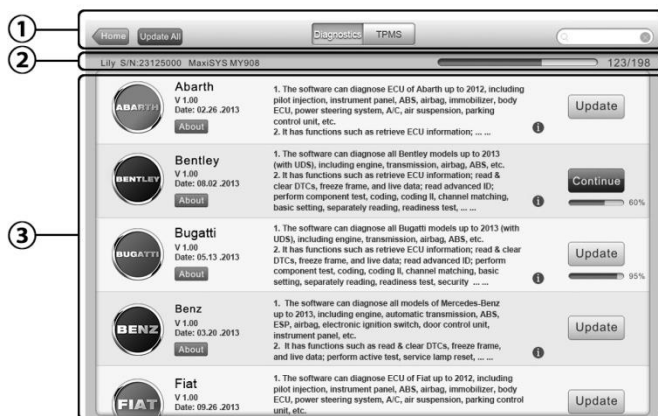 ①
Home
Update All
Diagnostics
TPMS
②
Lily S/N:23125000 MaxiSYS MY908
123/198
③
ABARTH
Abarth
V 1.00
Date: 02.26 .2013
About
1. The software can diagnose ECU of Abarth up to 2012, including
pilot injection, instrument panel, ABS, airbag, immobilizer, body
ECU, power steering system, A/C, air suspension, parking
control unit, etc.
2. It has functions such as retrieve ECU information; ... ...
i
Update
BENTLEY
Bentley
V 1.00
Date: 08.02 .2013
About
1. The software can diagnose all Bentley models up to 2013
(with UDS), including engine, transmission, airbag, ABS, etc.
2. It has functions such as retrieve ECU information; read &
clear DTCs, freeze frame, and live data; read advanced ID;
perform component test, coding, coding II, channel matching,
basic setting, separately reading, readiness test, ... ...
i
Continue
60%
BUGATTI
Bugatti
V 1.00
Date: 05.13 .2013
About
1. The software can diagnose all Bugatti models up to 2013 (with
UDS), including engine, transmission, airbag, ABS, etc.
2. It has functions such as retrieve ECU information; read & clear
DTCs, freeze frame, and live data; read advanced ID; perform
component test, coding, coding II, channel matching, basic
setting, separately reading, readiness test, security ... ...
i
Update
95%
BENZ
Benz
V 1.00
Date: 03.20 .2013
About
1. The software can diagnose all models of Mercedes-Benz
up to 2013, including engine, automatic transmission, ABS,
ESP, airbag, electronic ignition switch, door control unit,
instrument panel, etc.
2. It has functions such as read & clear DTCs, freeze frame,
and live data; perform active test, service lamp reset, ... ...
i
Update
FIAT
Fiat
V 1.00
Date: 09.26 .2013
1. The software can diagnose ECU of Fiat up to 2012, including
pilot injection, instrument panel, ABS, airbag, immobilizer, body
ECU, power steering system, A/C, air suspension, parking control
unit, etc.
Update